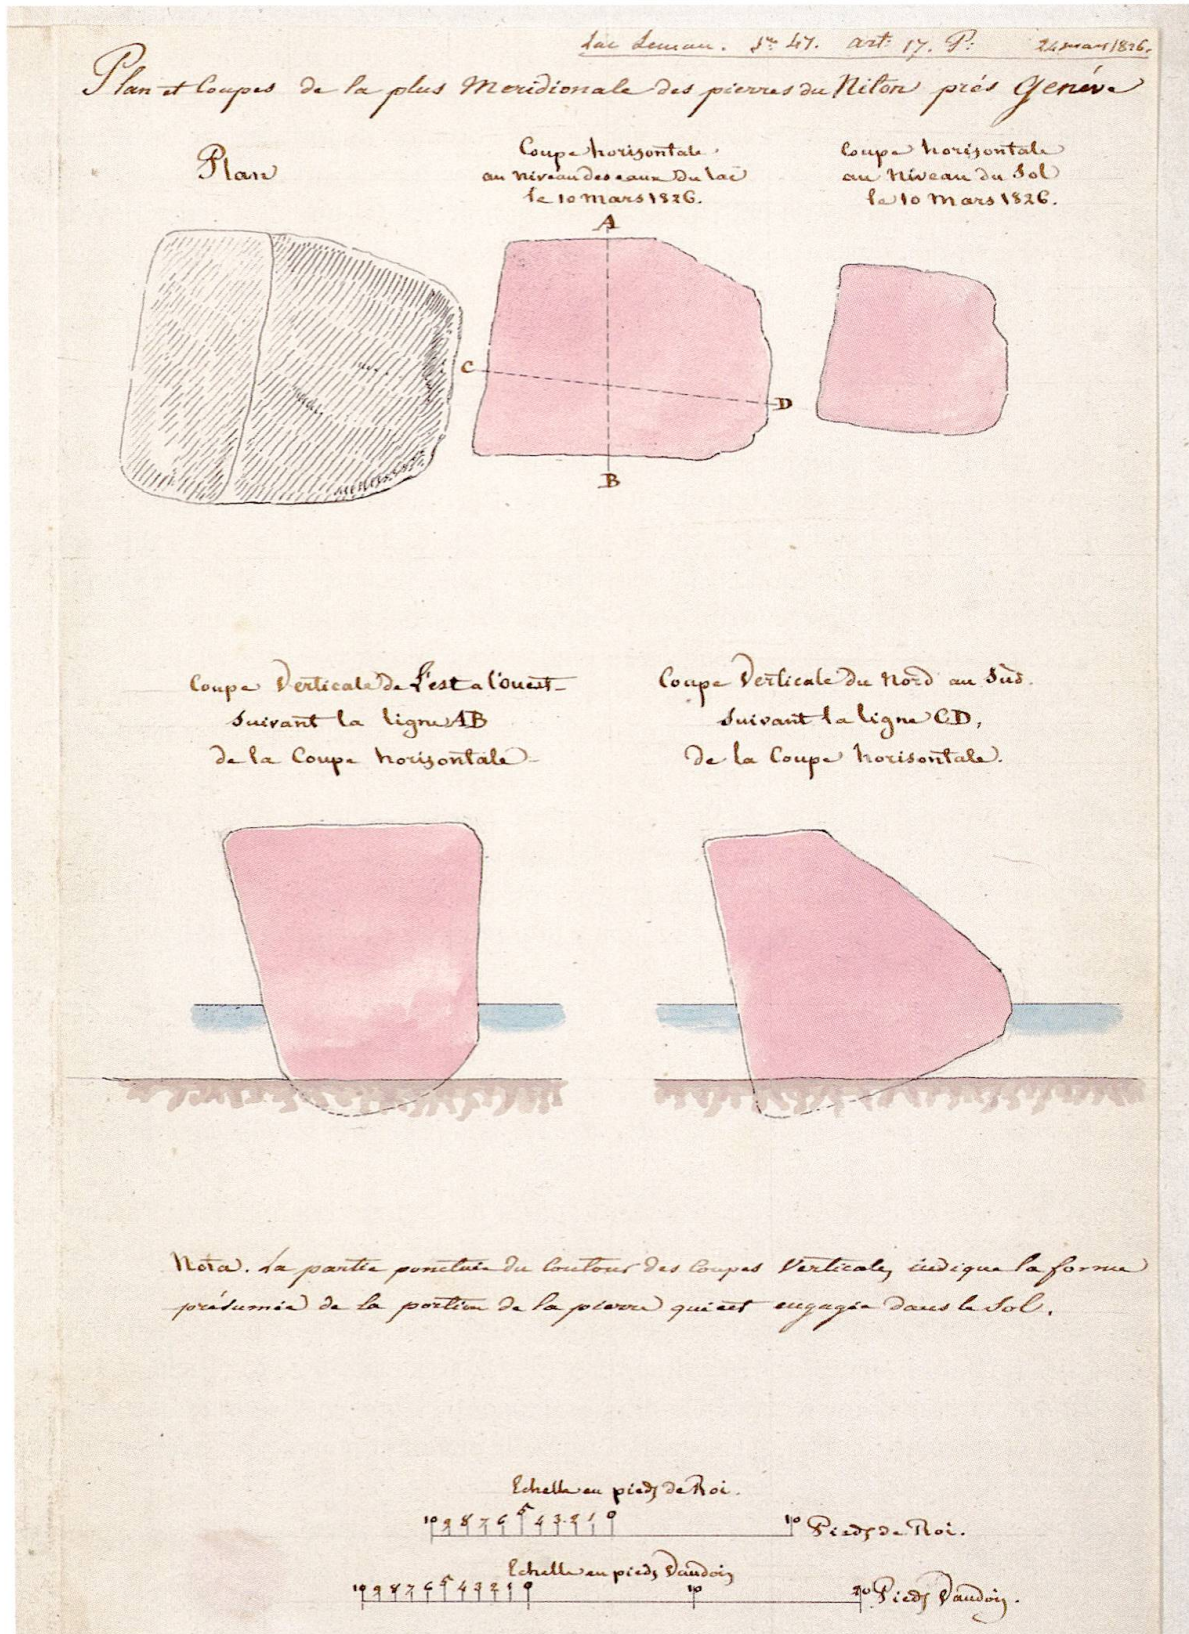 Lac Leman. No. 47. art: 17. P: 24 mars 1826.
Plan et Coupes de la plus Meridionale des pierres du Niton prés Genéve
Plan
Coupe horisontale
au niveau des eaux du lac
le 10 Mars 1826.
Coupe horisontale
au Niveau du Sol
le 10 Mars 1826.
A
C
D
B
Coupe Verticale de L'est a l'ouest
Suivant la ligne AB
de la Coupe horisontale
Coupe Verticale du Nord au Sud.
Suivant la ligne CD,
de la Coupe horisontale.
Nota. La partie ponctuée du contour des Coupes Verticales, indique la forme
présumée de la portion de la pierre qui est engagée dans le Sol.
Echelle en pieds de Roi.
10 9 8 7 6 5 4 3 2 1 0 10 Pieds de Roi.
Echelle en pieds Vaudois
10 9 8 7 6 5 4 3 2 1 0 10 20 Pieds Vaudois.